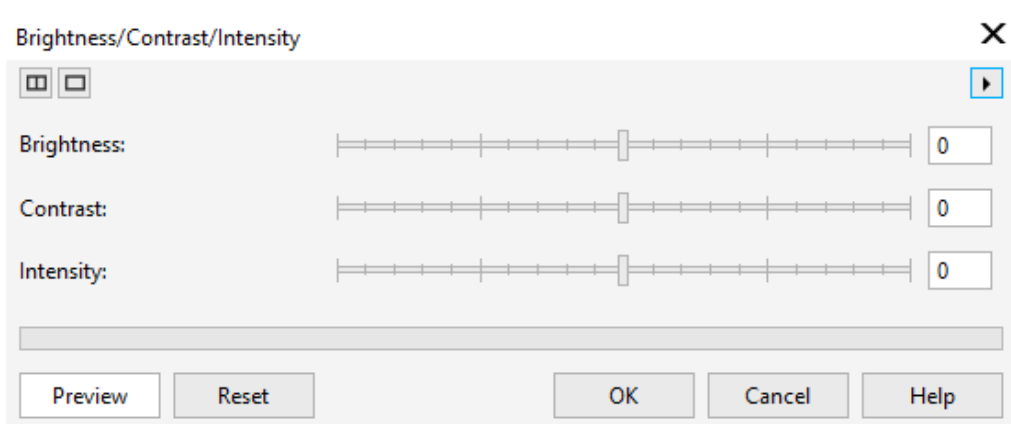 Brightness/Contrast/Intensity
Brightness: 0
Contrast: 0
Intensity: 0
Preview Reset OK Cancel Help